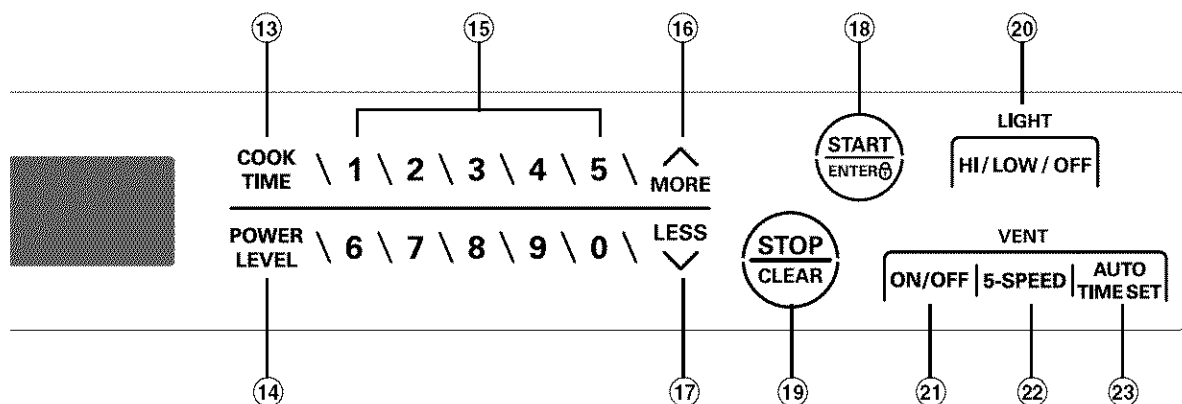 13 15 16 18 20
LIGHT
START
COOK TIME \ 1 \ 2 \ 3 \ 4 \ 5 \ MORE
ENTER
HI / LOW / OFF
POWER LEVEL \ 6 \ 7 \ 8 \ 9 \ 0 \ LESS
STOP
CLEAR
VENT
ON/OFF 5-SPEED AUTO TIME SET
14 17 19 21 22 23